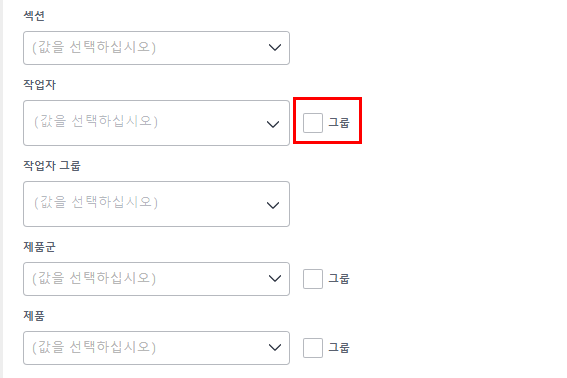 섹션
(값을 선택하십시오)
작업자
(값을 선택하십시오)
그룹
작업자 그룹
(값을 선택하십시오)
제품군
(값을 선택하십시오)
그룹
제품
(값을 선택하십시오)
그룹